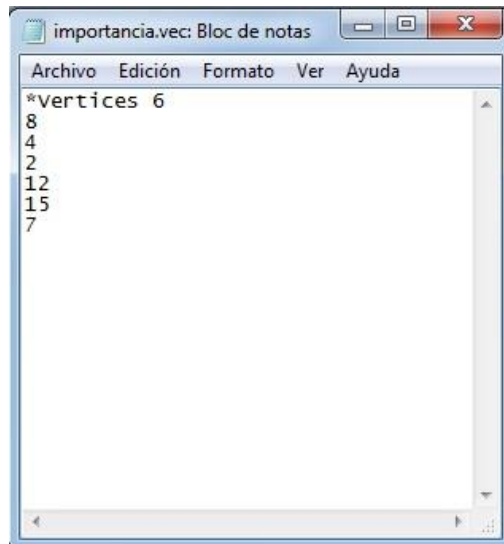 importancia.vec: Bloc de notas
Archivo Edición Formato Ver Ayuda
*Vertices 6
8
4
2
12
15
7